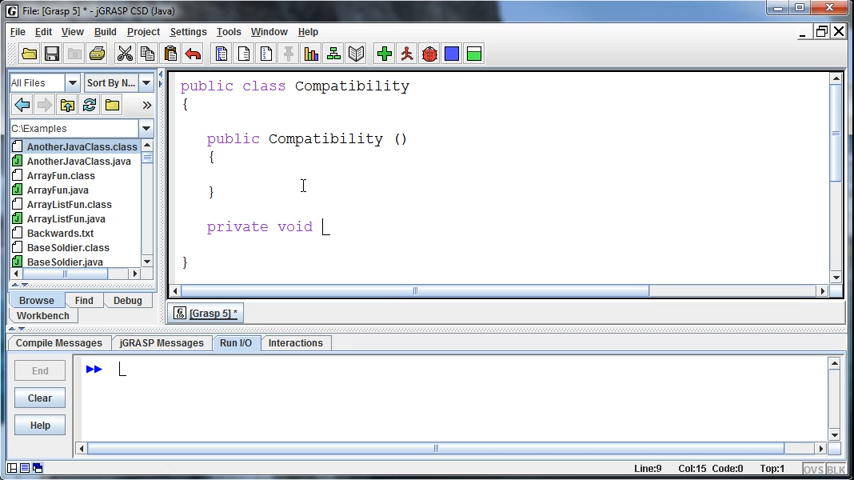 File: [Grasp 5] * - jGRASP CSD (Java)
File Edit View Build Project Settings Tools Window Help
All Files Sort By N...
C:\Examples
AnotherJavaClass.class
AnotherJavaClass.java
ArrayFun.class
ArrayFun.java
ArrayListFun.class
ArrayListFun.java
Backwards.txt
BaseSoldier.class
BaseSoldier.java
Browse Find Debug
Workbench
public class Compatibility
{
public Compatibility ()
{
}
private void
}
[Grasp 5] *
Compile Messages jGRASP Messages Run I/O Interactions
End
Clear
Help
Line:9 Col:15 Code:0 Top:1 OVS BLK